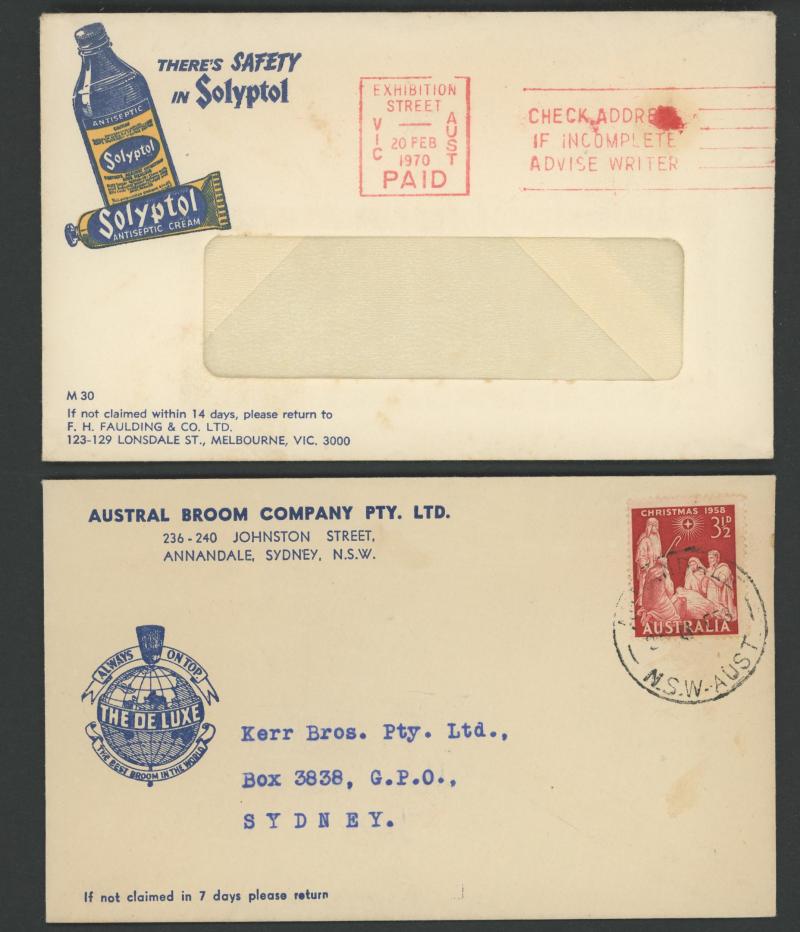 THERE'S SAFETY
IN Solyptol
ANTISEPTIC
Solyptol
Solyptol
ANTISEPTIC CREAM
EXHIBITION
STREET
VIC
AUST
20 FEB
1970
PAID
CHECK ADDRE
IF INCOMPLETE
ADVISE WRITER
M 30
If not claimed within 14 days, please return to
F. H. FAULDING & CO. LTD.
123-129 LONSDALE ST., MELBOURNE, VIC. 3000
AUSTRAL BROOM COMPANY PTY. LTD.
236-240 JOHNSTON STREET,
ANNANDALE, SYDNEY, N.S.W.
CHRISTMAS 1958
3½D
AUSTRALIA
N.S.W-AUST
ALWAYS ON TOP
THE DE LUXE
THE BEST BROOM IN THE WORLD
Kerr Bros. Pty. Ltd.,
Box 3838, G.P.O.,
SYDNEY.
If not claimed in 7 days please return